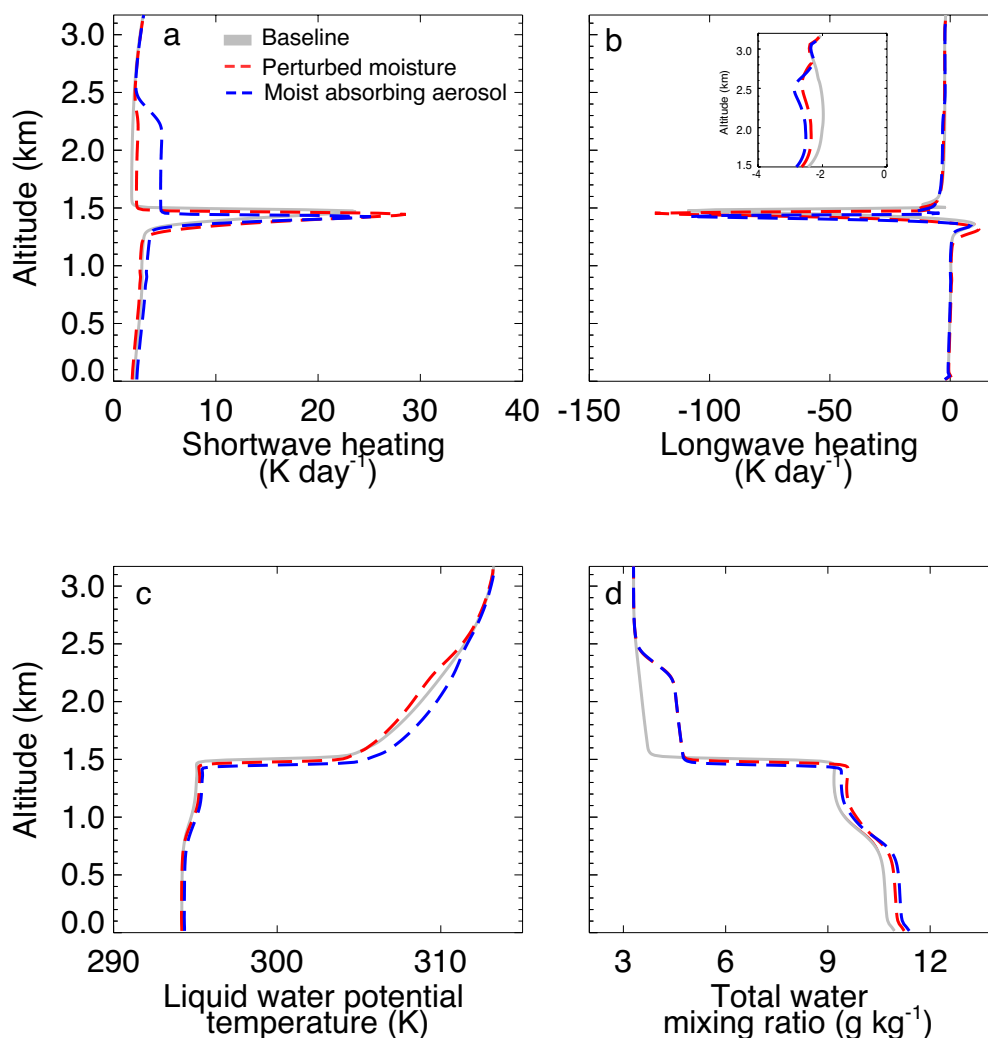 a
Baseline
Perturbed moisture
Moist absorbing aerosol
3.0
2.5
2.0
1.5
1.0
0.5
0.0
Altitude (km)
0 10 20 30 40
Shortwave heating
(K day⁻¹)
b
3.0
2.5
2.0
1.5
Altitude (km)
-4 -2 0
-150 -100 -50 0
Longwave heating
(K day⁻¹)
c
3.0
2.5
2.0
1.5
1.0
0.5
0.0
Altitude (km)
290 300 310
Liquid water potential
temperature (K)
d
3 6 9 12
Total water
mixing ratio (g kg⁻¹)